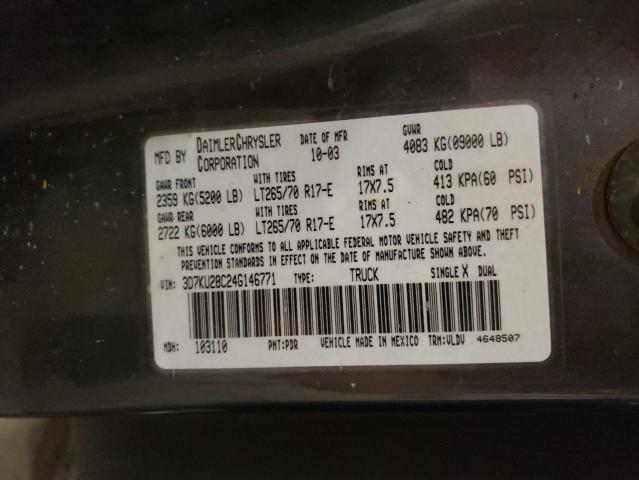 MFD BY DAIMLERCHRYSLER CORPORATION DATE OF MFR 10-03 GVWR 4083 KG(09000 LB)
GAWR FRONT WITH TIRES RIMS AT COLD
2359 KG(5200 LB) LT265/70 R17-E 17X7.5 413 KPA(60 PSI)
GAWR REAR WITH TIRES RIMS AT COLD
2722 KG(6000 LB) LT265/70 R17-E 17X7.5 482 KPA(70 PSI)
THIS VEHICLE CONFORMS TO ALL APPLICABLE FEDERAL MOTOR VEHICLE SAFETY AND THEFT
PREVENTION STANDARDS IN EFFECT ON THE DATE OF MANUFACTURE SHOWN ABOVE.
VIN: 3D7KU28C24G146771 TYPE: TRUCK SINGLE X DUAL
MDH: 103110 PNT:PDR VEHICLE MADE IN MEXICO TRM:VLDV 4648507